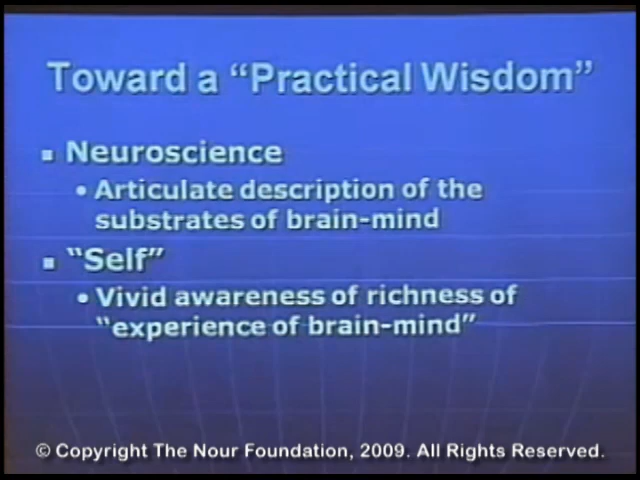 Toward a “Practical Wisdom”
▪ Neuroscience
• Articulate description of the
substrates of brain-mind
▪ “Self”
• Vivid awareness of richness of
“experience of brain-mind”
© Copyright The Nour Foundation, 2009. All Rights Reserved.